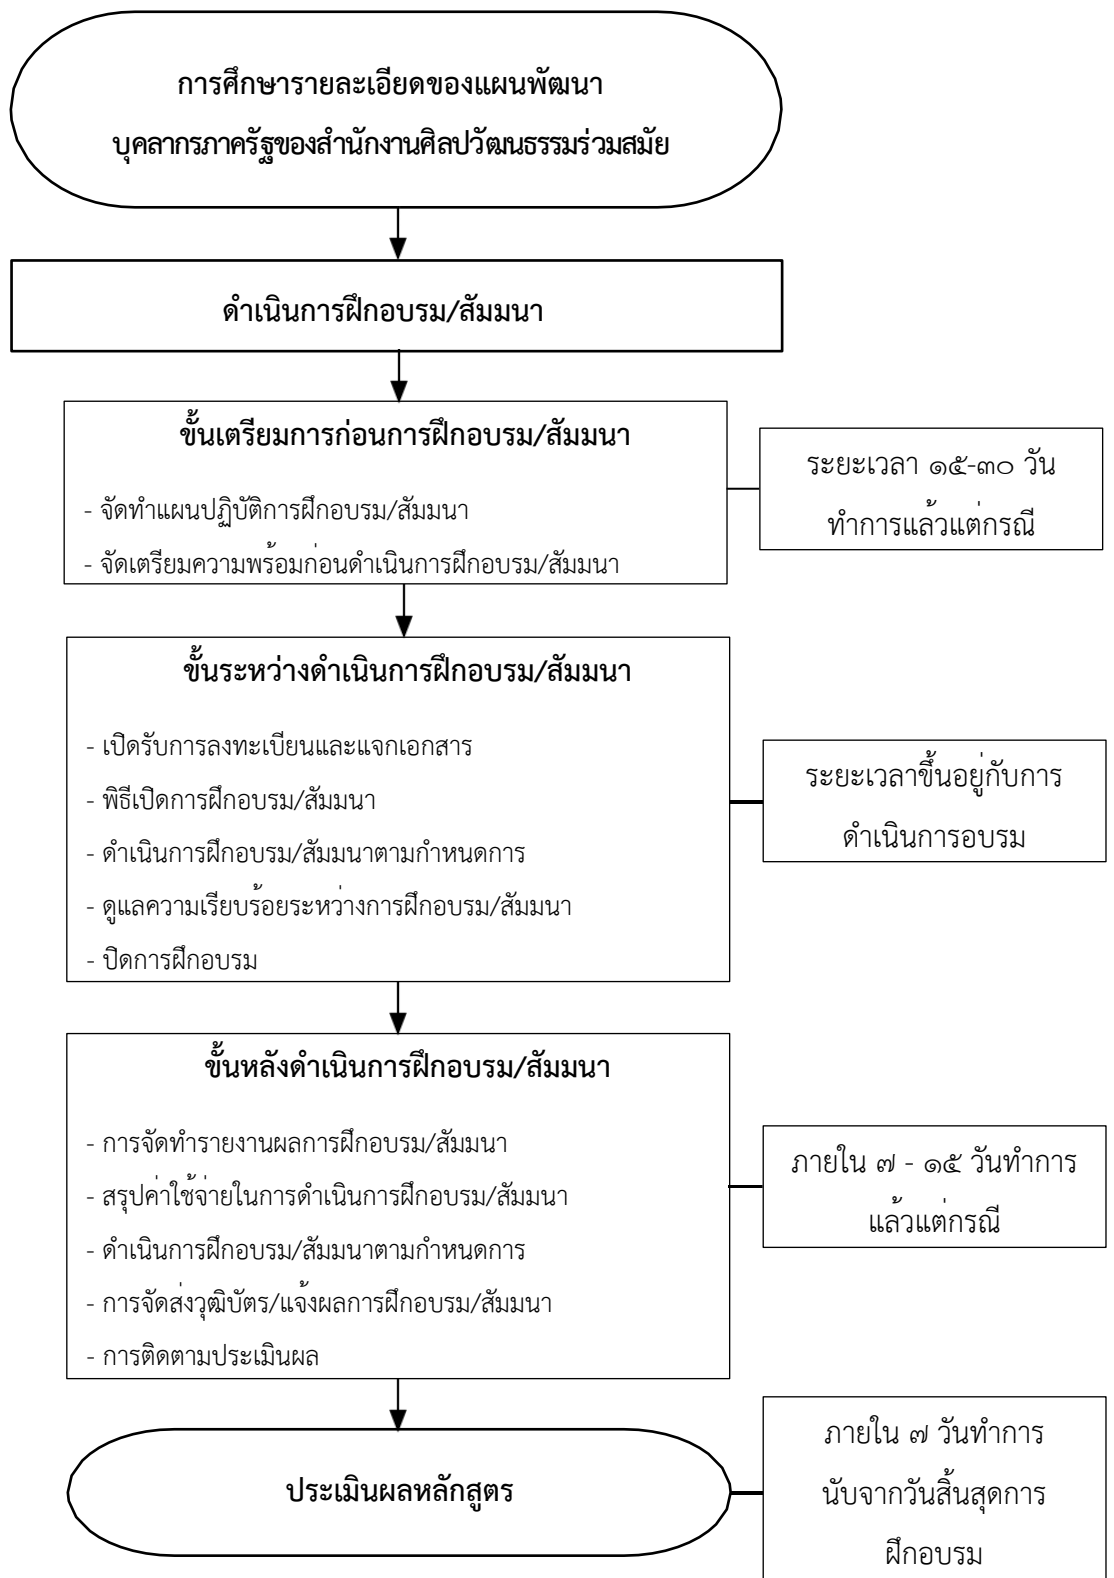 การศึกษารายละเอียดของแผนพัฒนา
บุคลากรภาครัฐของสำนักงานศิลปวัฒนธรรมร่วมสมัย
ดำเนินการฝึกอบรม/สัมมนา
ขั้นเตรียมการก่อนการฝึกอบรม/สัมมนา
- จัดทำแผนปฏิบัติการฝึกอบรม/สัมมนา
- จัดเตรียมความพร้อมก่อนดำเนินการฝึกอบรม/สัมมนา
ระยะเวลา ๑๕-๓๐ วัน
ทำการแล้วแต่กรณี
ขั้นระหว่างดำเนินการฝึกอบรม/สัมมนา
- เปิดรับการลงทะเบียนและแจกเอกสาร
- พิธีเปิดการฝึกอบรม/สัมมนา
- ดำเนินการฝึกอบรม/สัมมนาตามกำหนดการ
- ดูแลความเรียบร้อยระหว่างการฝึกอบรม/สัมมนา
- ปิดการฝึกอบรม
ระยะเวลาขึ้นอยู่กับการ
ดำเนินการอบรม
ขั้นหลังดำเนินการฝึกอบรม/สัมมนา
- การจัดทำรายงานผลการฝึกอบรม/สัมมนา
- สรุปค่าใช้จ่ายในการดำเนินการฝึกอบรม/สัมมนา
- ดำเนินการฝึกอบรม/สัมมนาตามกำหนดการ
- การจัดส่งวุฒิบัตร/แจ้งผลการฝึกอบรม/สัมมนา
- การติดตามประเมินผล
ภายใน ๗ - ๑๕ วันทำการ
แล้วแต่กรณี
ประเมินผลหลักสูตร
ภายใน ๗ วันทำการ
นับจากวันสิ้นสุดการ
ฝึกอบรม